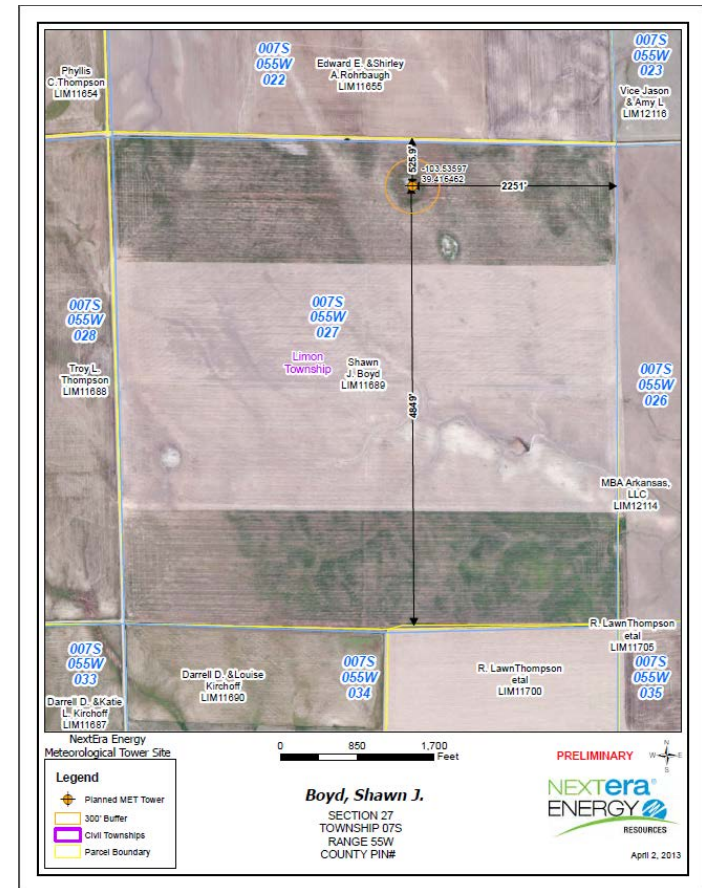 007S
055W
022
Edward E. &Shirley
A.Rohrbaugh
LIM11655
007S
055W
023
Phyllis
C.Thompson
LIM11654
Vice Jason
& Amy L
LIM12116
525.9'
-103.53597
39.416462
2251'
007S
055W
028
007S
055W
027
Limon
Township
Shawn
J. Boyd
LIM11689
Troy L.
Thompson
LIM11688
007S
055W
026
4849'
MBA Arkansas,
LLC
LIM12114
R. LawnThompson
etal
LIM11705
007S
055W
033
Darrell D. &Louise
Kirchoff
LIM11690
007S
055W
034
R. LawnThompson
etal
LIM11700
007S
055W
035
Darrell D. &Katie
L. Kirchoff
LIM11687
NextEra Energy
Meteorological Tower Site
Legend
Planned MET Tower
300' Buffer
Civil Townships
Parcel Boundary
0 850 1,700
Feet
Boyd, Shawn J.
SECTION 27
TOWNSHIP 07S
RANGE 55W
COUNTY PIN#
PRELIMINARY
N
W E
S
NEXTera®
ENERGY
RESOURCES
April 2, 2013